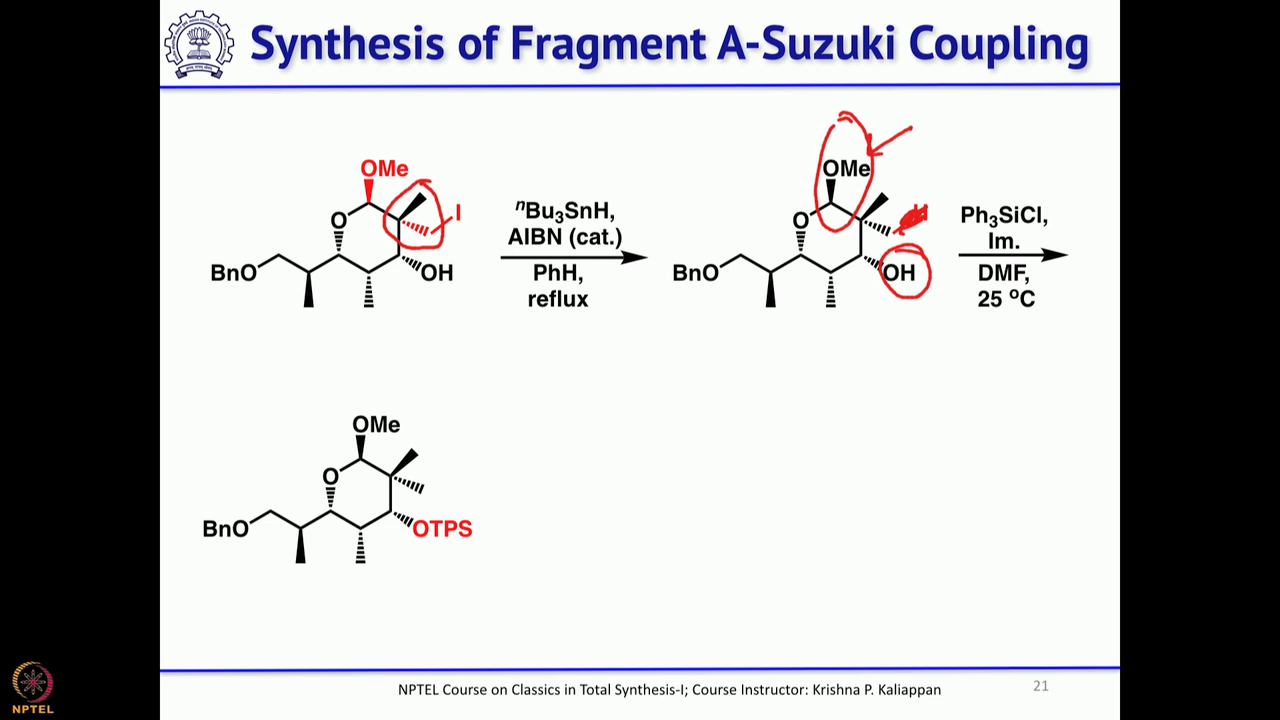 Synthesis of Fragment A-Suzuki Coupling
OMe
O
I
BnO
OH
ⁿBu₃SnH,
AIBN (cat.)
PhH,
reflux
OMe
O
BnO
OH
Ph₃SiCl,
Im.
DMF,
25 ⁰C
OMe
O
BnO
OTPS
NPTEL Course on Classics in Total Synthesis-I; Course Instructor: Krishna P. Kaliappan
21
NPTEL